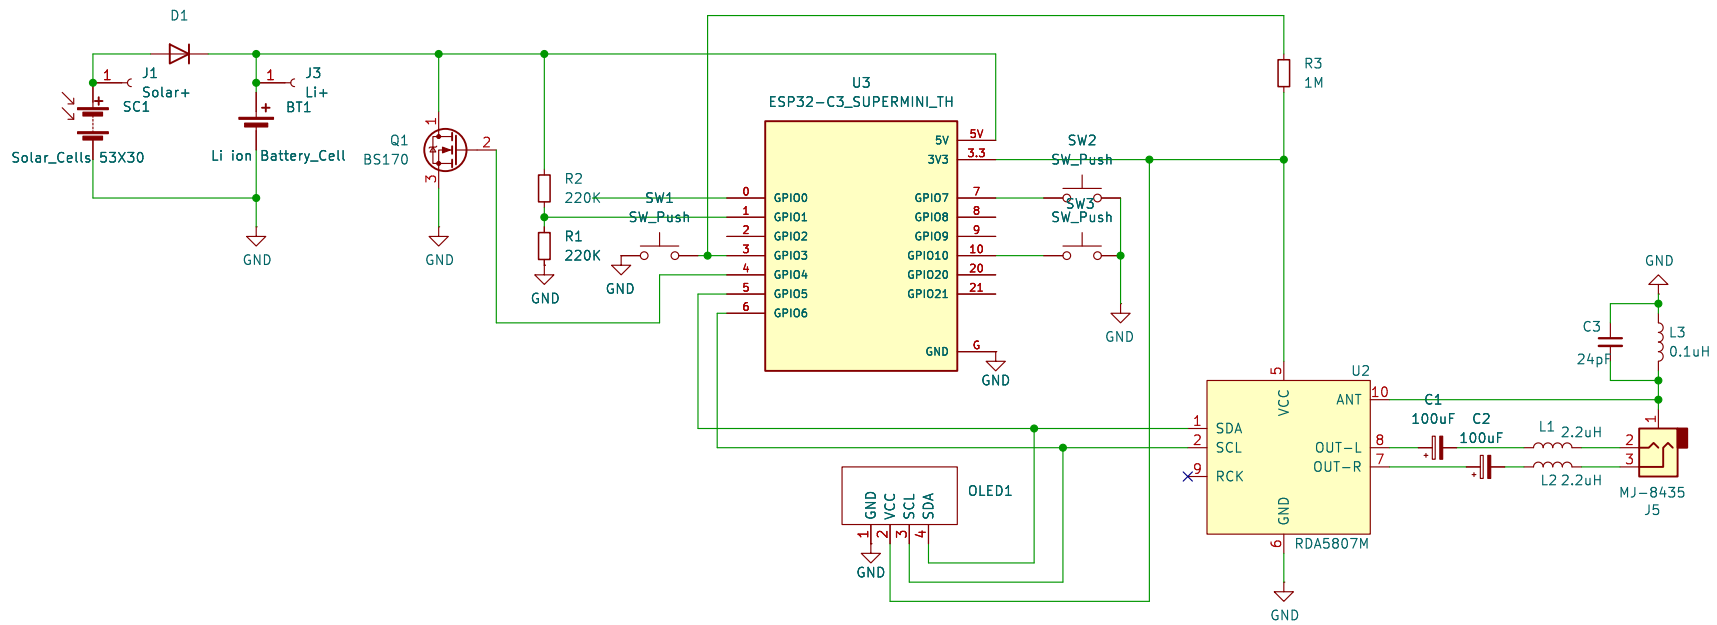 D1
1
J1
Solar+
SC1
+
Solar_Cells 53X30
1
J3
Li+
+
BT1
Li ion Battery_Cell
GND
Q1
BS170
1
2
3
GND
R2
220K
R1
220K
GND
SW1
SW_Push
GND
U3
ESP32-C3_SUPERMINI_TH
0 GPIO0
1 GPIO1
2 GPIO2
3 GPIO3
4 GPIO4
5 GPIO5
6 GPIO6
5V 5V
3V3 3.3
GPIO7 7
GPIO8 8
GPIO9 9
GPIO10 10
GPIO20 20
GPIO21 21
GND G
GND
SW2
SW_Push
SW3
SW_Push
GND
R3
1M
OLED1
GND
VCC
SCL
SDA
1
2
3
4
GND
U2
5
VCC
1 SDA
2 SCL
9 RCK
ANT 10
OUT-L 8
OUT-R 7
GND
6
RDA5807M
GND
C1
100uF
+
C2
100uF
+
L1 2.2uH
L2 2.2uH
GND
C3
24pF
L3
0.1uH
1
2
3
MJ-8435
J5